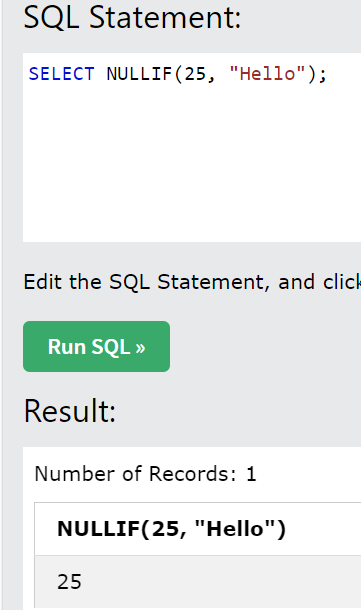 SQL Statement:
SELECT NULLIF(25, "Hello");
Edit the SQL Statement, and click
Run SQL »
Result:
Number of Records: 1
NULLIF(25, "Hello")
25